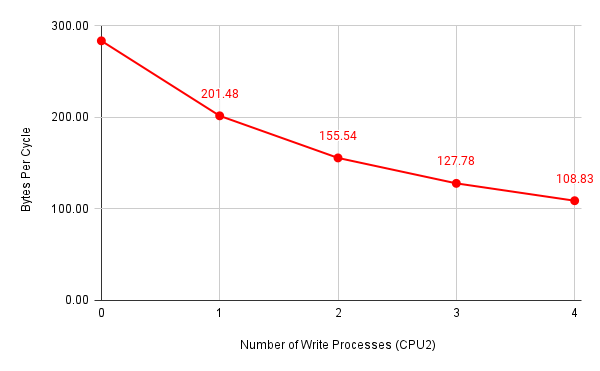 300.00
201.48
200.00
155.54
127.78
108.83
100.00
0.00
Bytes Per Cycle
0 1 2 3 4
Number of Write Processes (CPU2)